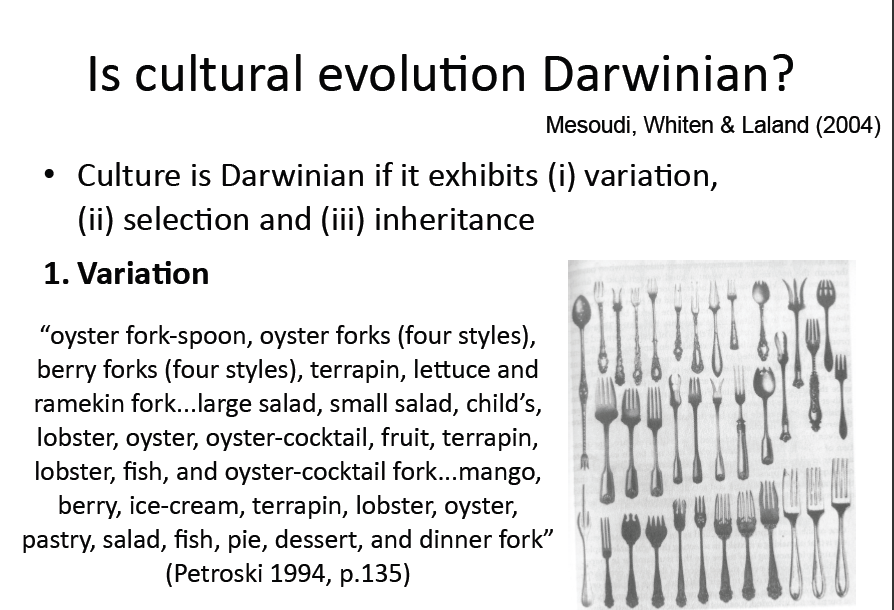 Is cultural evolution Darwinian?
Mesoudi, Whiten & Laland (2004)
• Culture is Darwinian if it exhibits (i) variation,
(ii) selection and (iii) inheritance
1. Variation
“oyster fork-spoon, oyster forks (four styles),
berry forks (four styles), terrapin, lettuce and
ramekin fork...large salad, small salad, child’s,
lobster, oyster, oyster-cocktail, fruit, terrapin,
lobster, fish, and oyster-cocktail fork...mango,
berry, ice-cream, terrapin, lobster, oyster,
pastry, salad, fish, pie, dessert, and dinner fork”
(Petroski 1994, p.135)